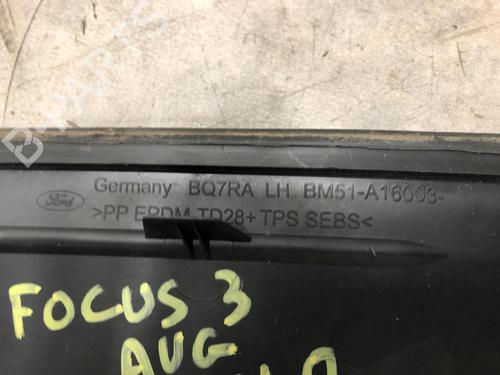 Germany BQ7RA LH BM51-A16003-
Ford >PP EPDM TD28+TPS SEBS<
FOCUS 3
AUG